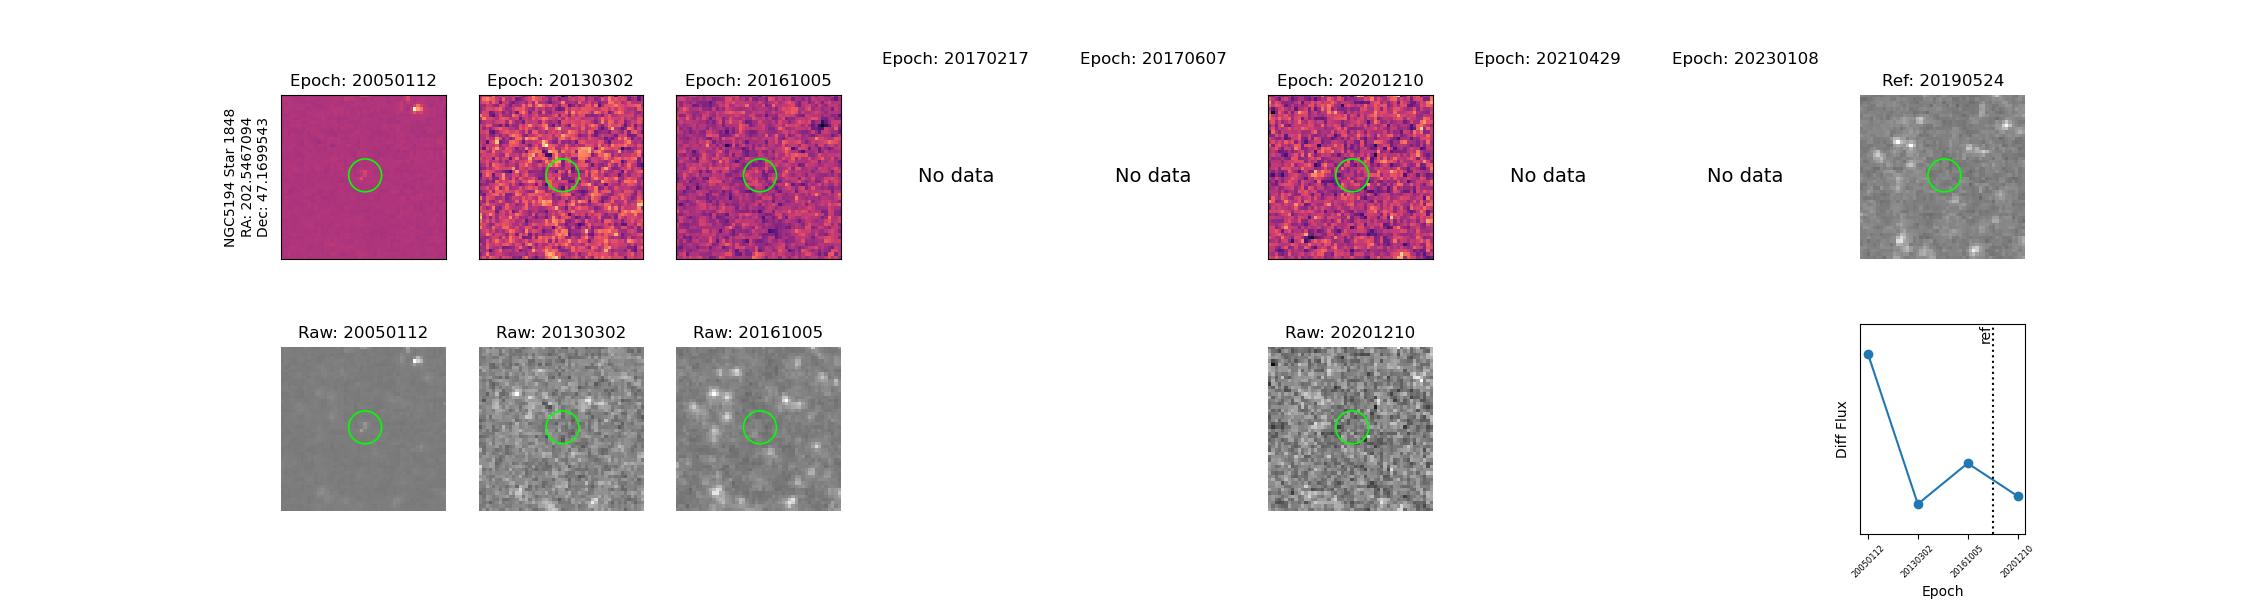 NGC5194 Star 1848
RA: 202.5467094
Dec: 47.1699543
Epoch: 20050112
Epoch: 20130302
Epoch: 20161005
Epoch: 20170217
No data
Epoch: 20170607
No data
Epoch: 20201210
Epoch: 20210429
No data
Epoch: 20230108
No data
Ref: 20190524
Raw: 20050112
Raw: 20130302
Raw: 20161005
Raw: 20201210
ref
Diff Flux
20050112
20130302
20161005
20201210
Epoch